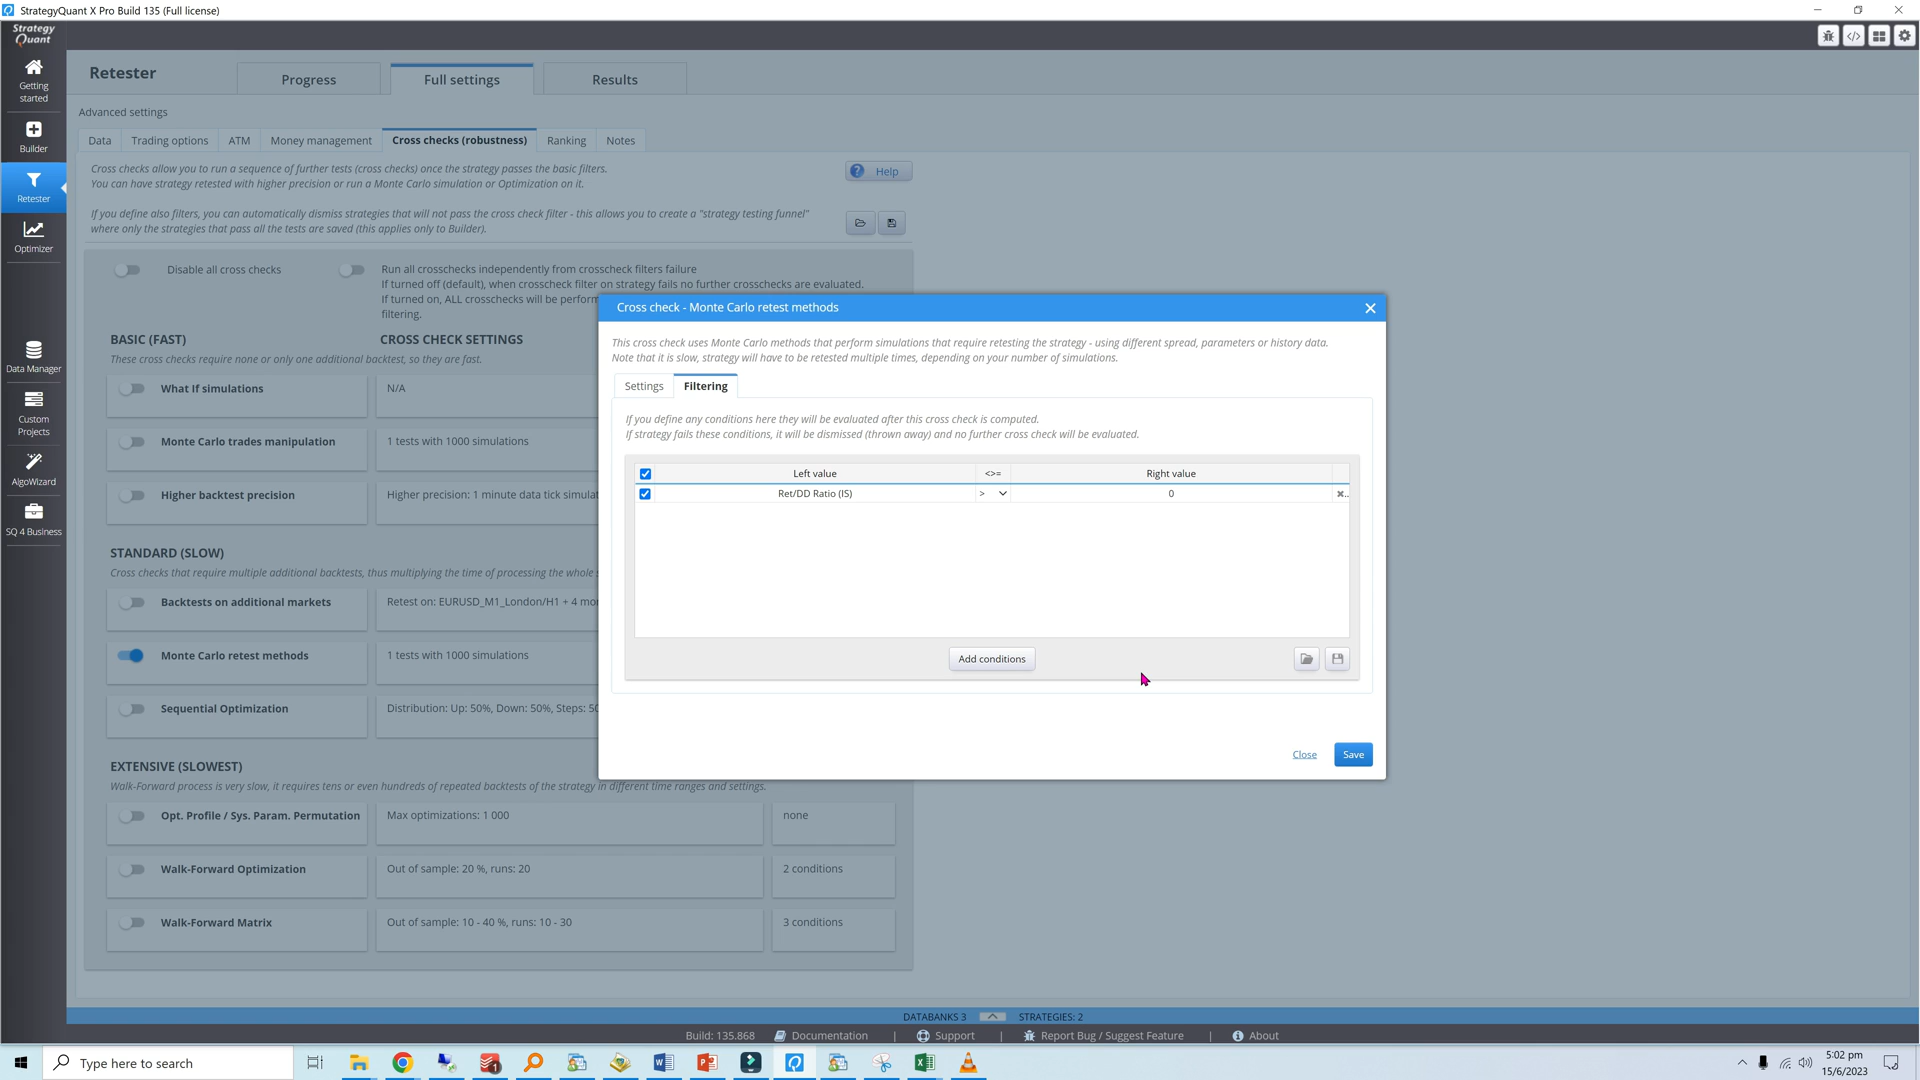 StrategyQuant X Pro Build 135 (Full license)
Strategy
Quant
Getting
started
Builder
Retester
Optimizer
Data Manager
Custom
Projects
AlgoWizard
SQ 4 Business
Retester
Progress
Full settings
Results
Advanced settings
Data
Trading options
ATM
Money management
Cross checks (robustness)
Ranking
Notes
Cross checks allow you to run a sequence of further tests (cross checks) once the strategy passes the basic filters.
You can have strategy retested with higher precision or run a Monte Carlo simulation or Optimization on it.
Help
If you define also filters, you can automatically dismiss strategies that will not pass the cross check filter - this allows you to create a "strategy testing funnel"
where only the strategies that pass all the tests are saved (this applies only to Builder).
Disable all cross checks
Run all crosschecks independently from crosscheck filters failure
If turned off (default), when crosscheck filter on strategy fails no further crosschecks are evaluated.
If turned on, ALL crosschecks will be perform
filtering.
BASIC (FAST)
CROSS CHECK SETTINGS
These cross checks require none or only one additional backtest, so they are fast.
What If simulations
N/A
Monte Carlo trades manipulation
1 tests with 1000 simulations
Higher backtest precision
Higher precision: 1 minute data tick simulat
STANDARD (SLOW)
Cross checks that require multiple additional backtests, thus multiplying the time of processing the whole s
Backtests on additional markets
Retest on: EURUSD_M1_London/H1 + 4 mo
Monte Carlo retest methods
1 tests with 1000 simulations
Sequential Optimization
Distribution: Up: 50%, Down: 50%, Steps: 50
EXTENSIVE (SLOWEST)
Walk-Forward process is very slow, it requires tens or even hundreds of repeated backtests of the strategy in different time ranges and settings.
Opt. Profile / Sys. Param. Permutation
Max optimizations: 1 000
none
Walk-Forward Optimization
Out of sample: 20 %, runs: 20
2 conditions
Walk-Forward Matrix
Out of sample: 10 - 40 %, runs: 10 - 30
3 conditions
Cross check - Monte Carlo retest methods
This cross check uses Monte Carlo methods that perform simulations that require retesting the strategy - using different spread, parameters or history data.
Note that it is slow, strategy will have to be retested multiple times, depending on your number of simulations.
Settings
Filtering
If you define any conditions here they will be evaluated after this cross check is computed.
If strategy fails these conditions, it will be dismissed (thrown away) and no further cross check will be evaluated.
Left value
<>=
Right value
Ret/DD Ratio (IS)
>
0
Add conditions
Close
Save
DATABANKS 3
STRATEGIES: 2
Build: 135.868
Documentation
Support
Report Bug / Suggest Feature
About
Type here to search
5:02 pm
15/6/2023